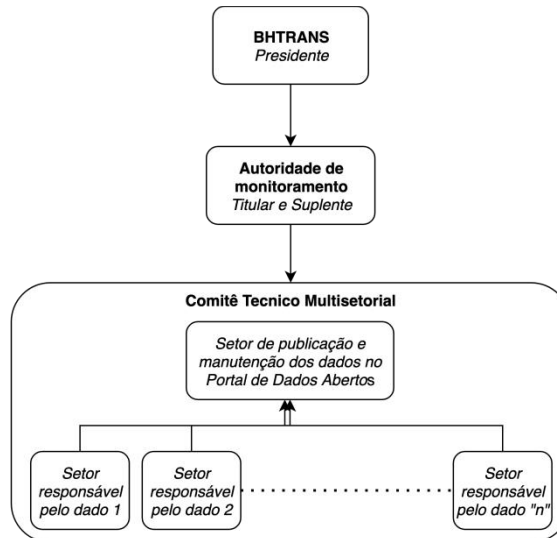 BHTRANS
Presidente
Autoridade de
monitoramento
Titular e Suplente
Comitê Tecnico Multisetorial
Setor de publicação e
manutenção dos dados no
Portal de Dados Abertos
Setor
responsável
pelo dado 1
Setor
responsável
pelo dado 2
Setor
responsável
pelo dado "n"